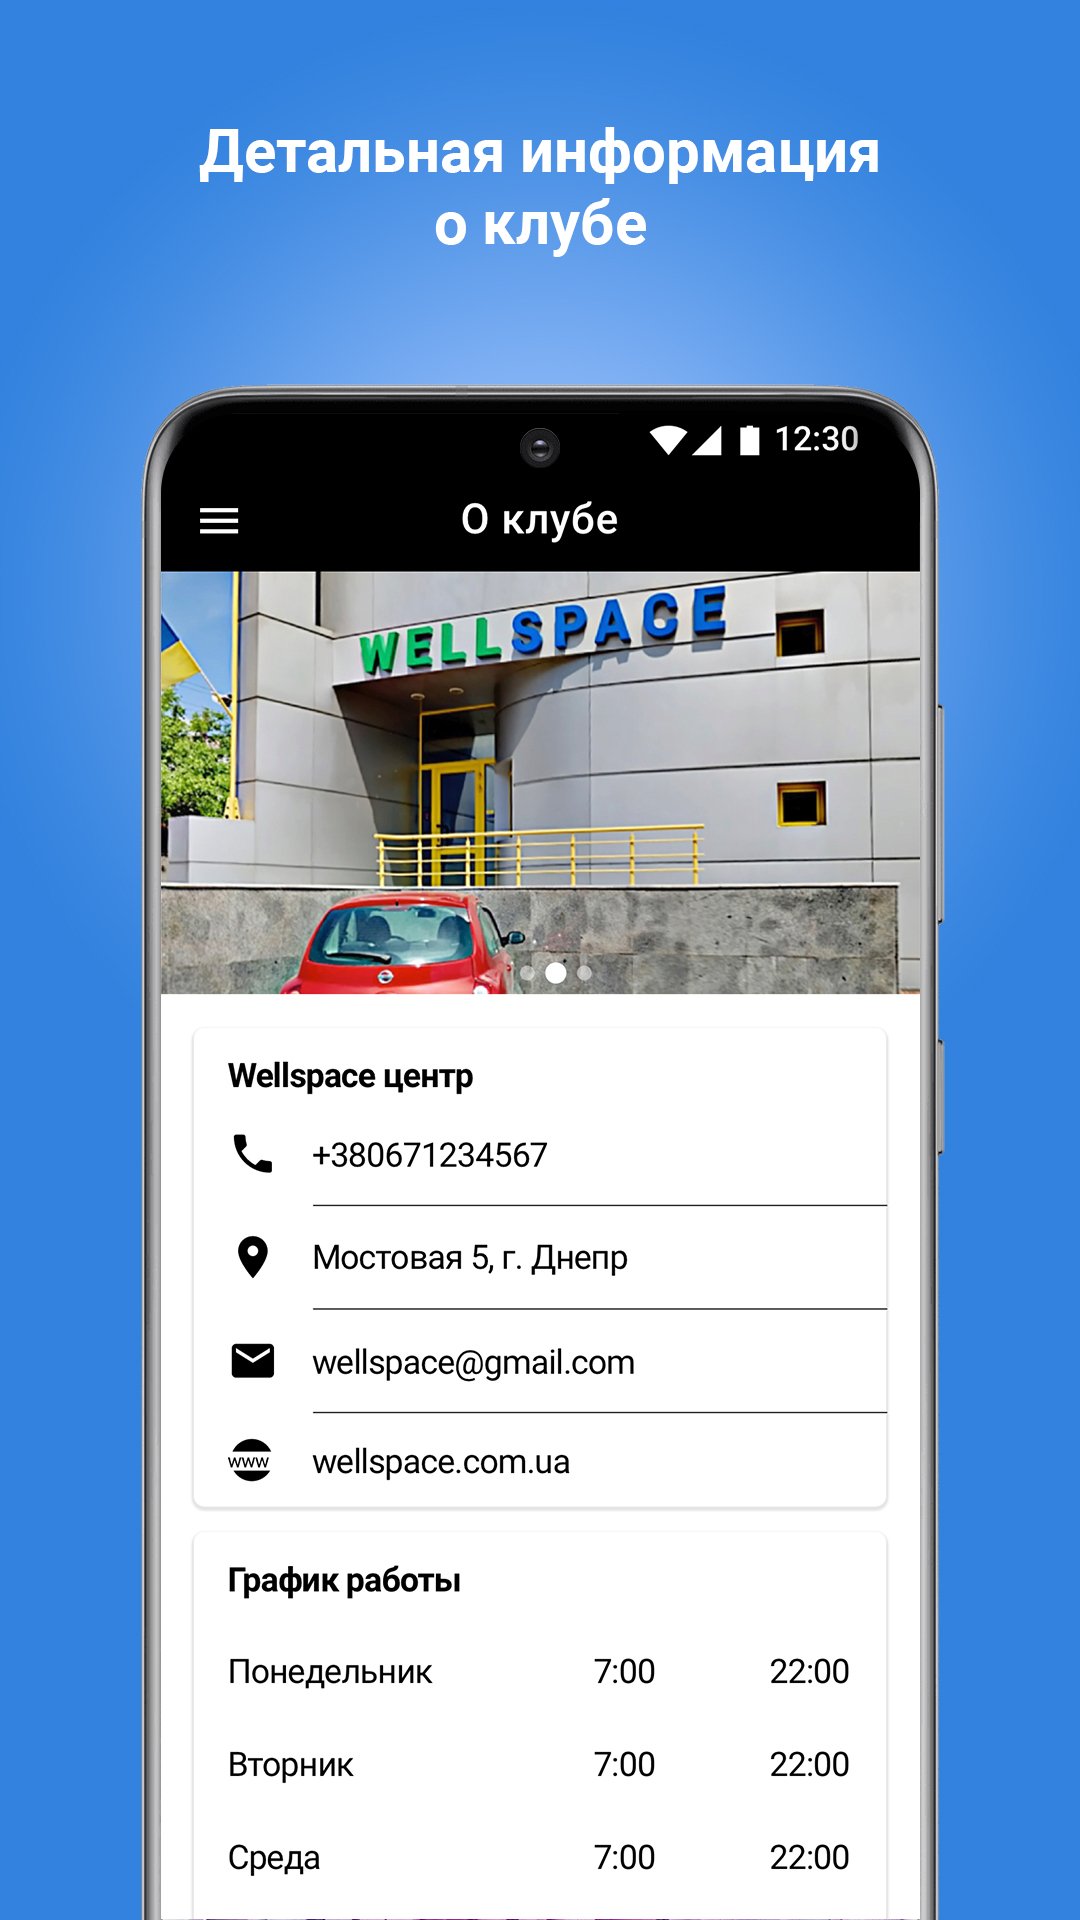 Детальная информация
о клубе
12:30
О клубе
WELLSPACE
Wellspace центр
+380671234567
Мостовая 5, г. Днепр
wellspace@gmail.com
www wellspace.com.ua
График работы
Понедельник 7:00 22:00
Вторник 7:00 22:00
Среда 7:00 22:00